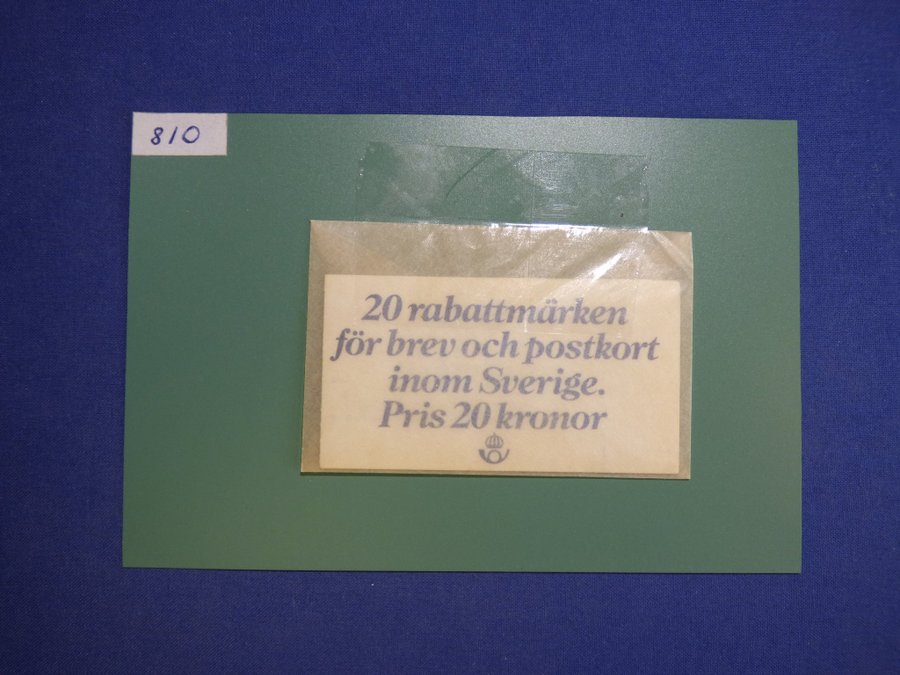 810
20 rabattmärken
för brev och postkort
inom Sverige.
Pris 20 kronor